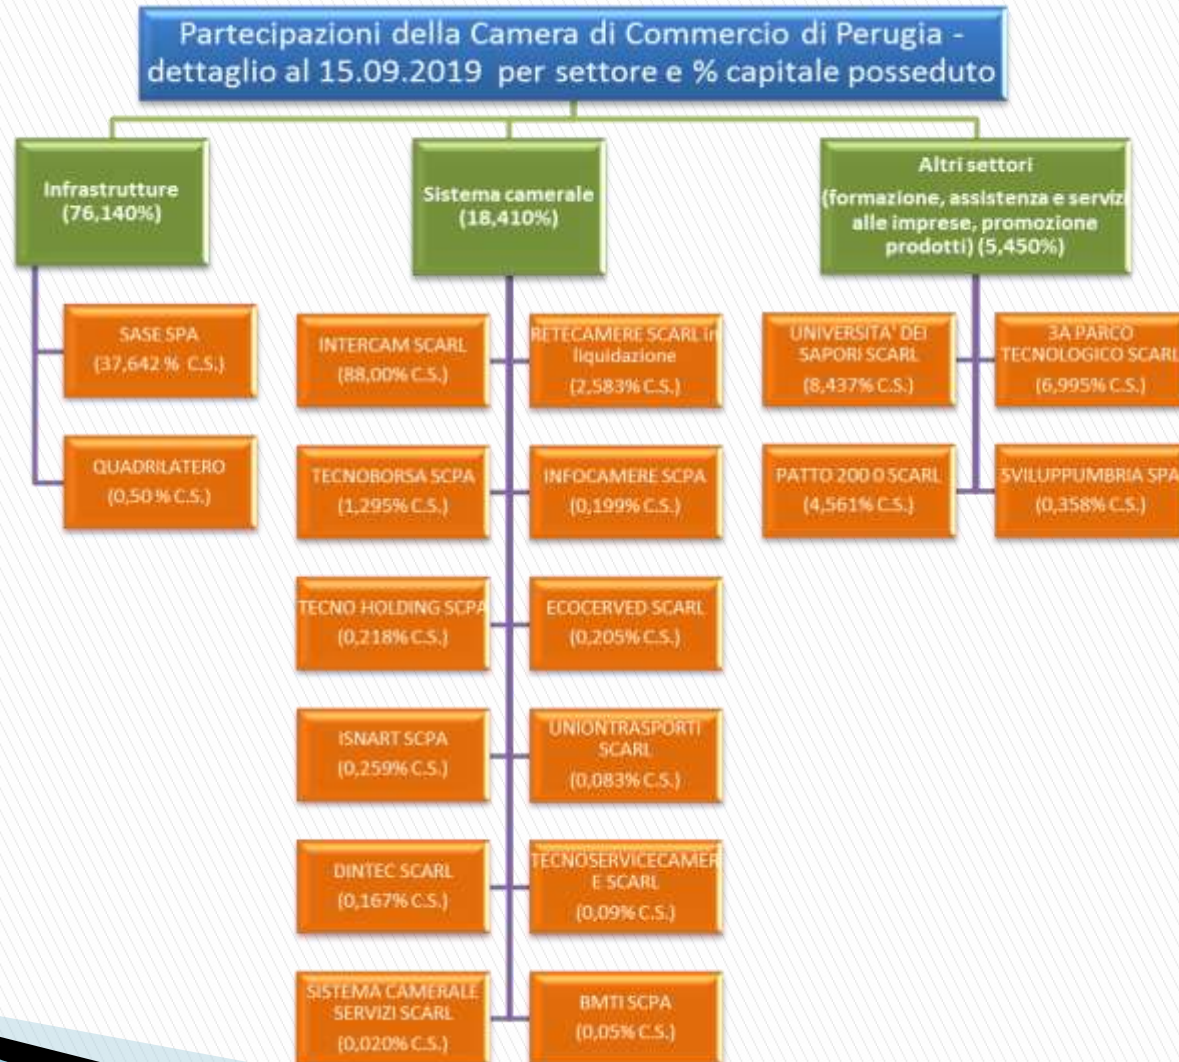 Partecipazioni della Camera di Commercio di Perugia -
dettaglio al 15.09.2019 per settore e % capitale posseduto
Infrastrutture
(76,140%)
SASE SPA
(37,642 % C.S.)
QUADRILATERO
(0,50 % C.S.)
Sistema camerale
(18,410%)
INTERCAM SCARL
(88,00% C.S.)
RETECAMERE SCARL in
liquidazione
(2,583% C.S.)
TECNOBORSA SCPA
(1,295% C.S.)
INFOCAMERE SCPA
(0,199% C.S.)
TECNO HOLDING SCPA
(0,218% C.S.)
ECOCERVED SCARL
(0,205% C.S.)
ISNART SCPA
(0,259% C.S.)
UNIONTRASPORTI
SCARL
(0,083% C.S.)
DINTEC SCARL
(0,167% C.S.)
TECNOSERVICECAMER
E SCARL
(0,09% C.S.)
SISTEMA CAMERALE
SERVIZI SCARL
(0,020% C.S.)
BMTI SCPA
(0,05% C.S.)
Altri settori
(formazione, assistenza e servizi
alle imprese, promozione
prodotti) (5,450%)
UNIVERSITA' DEI
SAPORI SCARL
(8,437% C.S.)
3A PARCO
TECNOLOGICO SCARL
(6,995% C.S.)
PATTO 200 0 SCARL
(4,561% C.S.)
SVILUPPUMBRIA SPA
(0,358% C.S.)